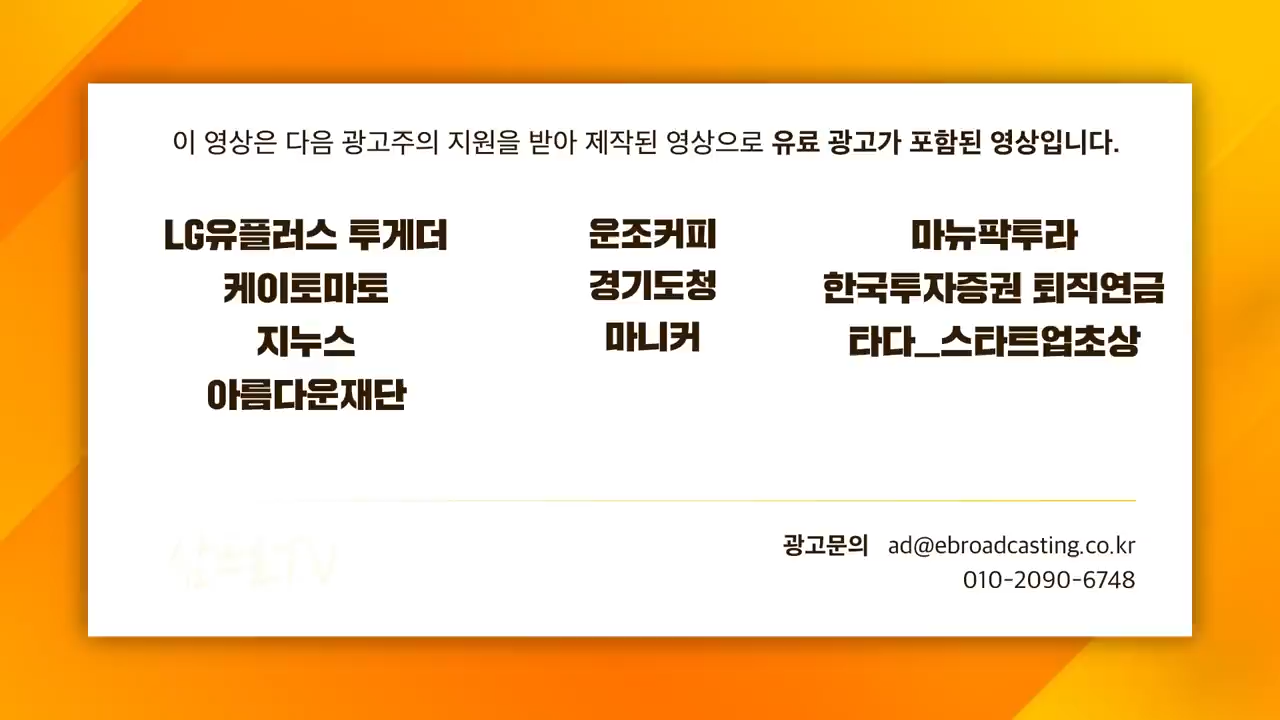 이 영상은 다음 광고주의 지원을 받아 제작된 영상으로 유료 광고가 포함된 영상입니다.
LG유플러스 투게더
케이토마토
지누스
아름다운재단
운조커피
경기도청
마니커
마뉴팍투라
한국투자증권 퇴직연금
타다_스타트업초상
광고문의 ad@ebroadcasting.co.kr
010-2090-6748